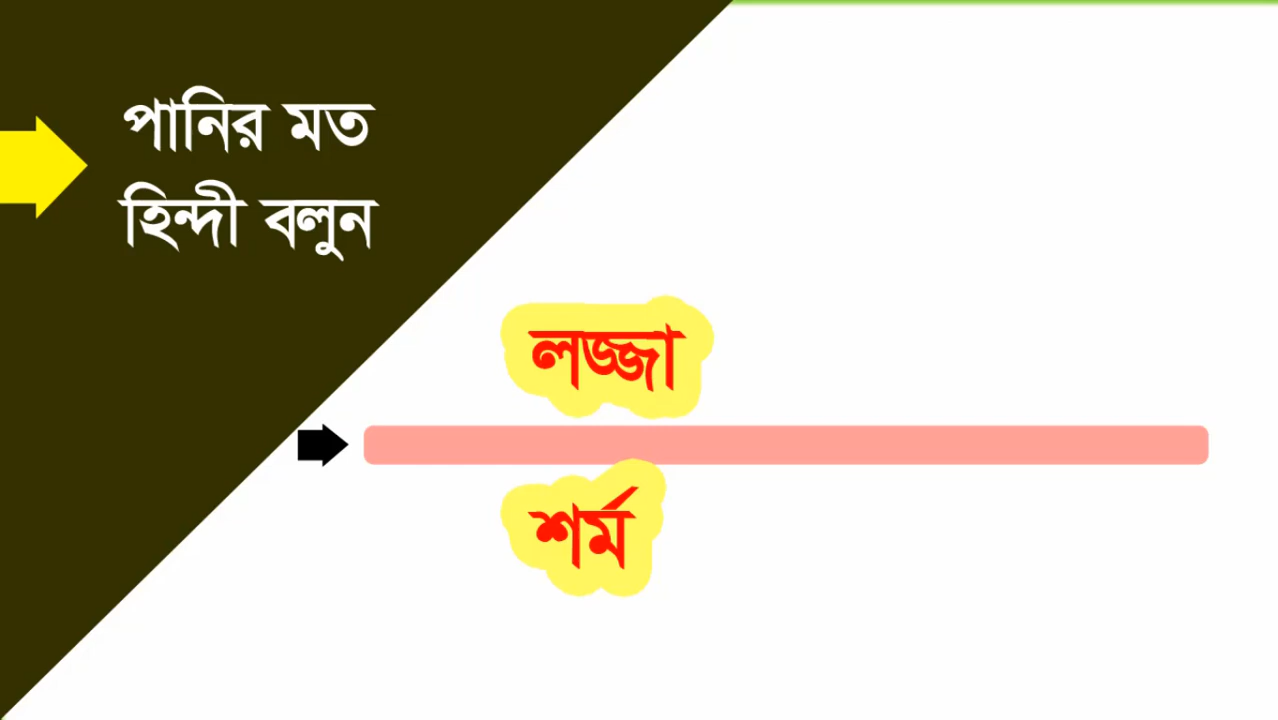 পানির মত
হিন্দী বলুন
লজ্জা
শর্ম